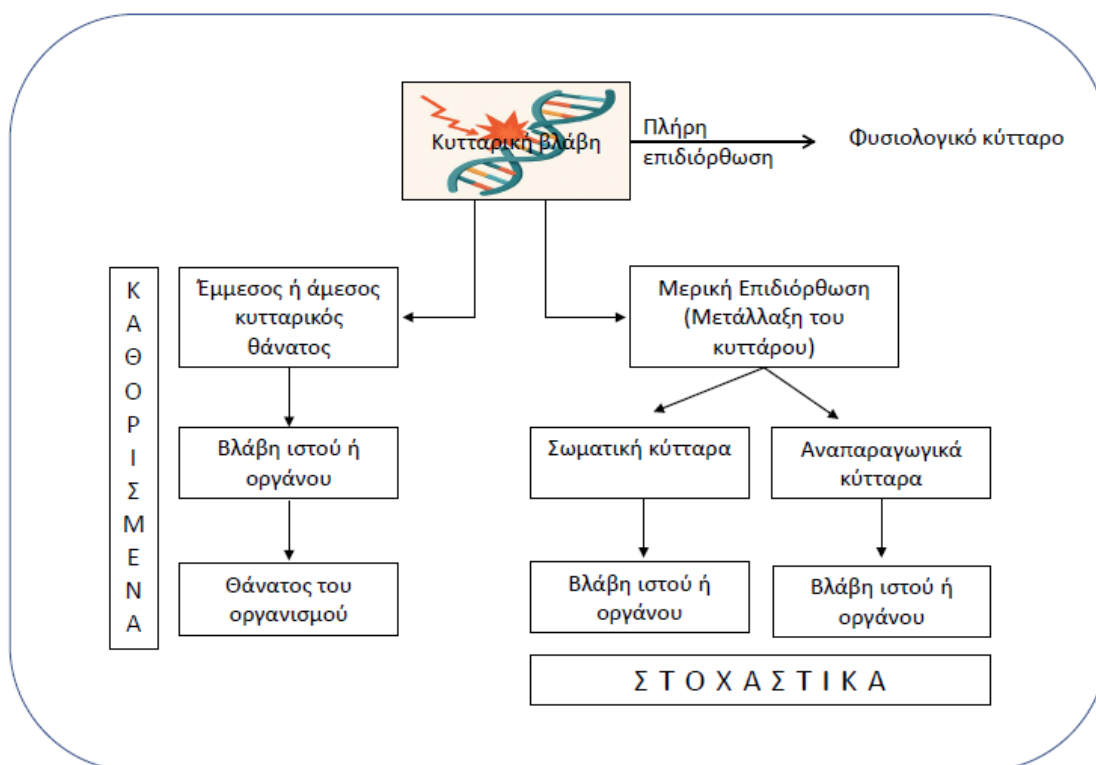 Κυτταρική βλάβη
Πλήρη
επιδιόρθωση
Φυσιολογικό κύτταρο
ΚΑΘΟΡΙΣΜΕΝΑ
Έμμεσος ή άμεσος
κυτταρικός
θάνατος
Μερική Επιδιόρθωση
(Μετάλλαξη του
κυττάρου)
Βλάβη ιστού ή
οργάνου
Σωματική κύτταρα
Αναπαραγωγικά
κύτταρα
Θάνατος του
οργανισμού
Βλάβη ιστού ή
οργάνου
Βλάβη ιστού ή
οργάνου
Σ Τ Ο Χ Α Σ Τ Ι Κ Α